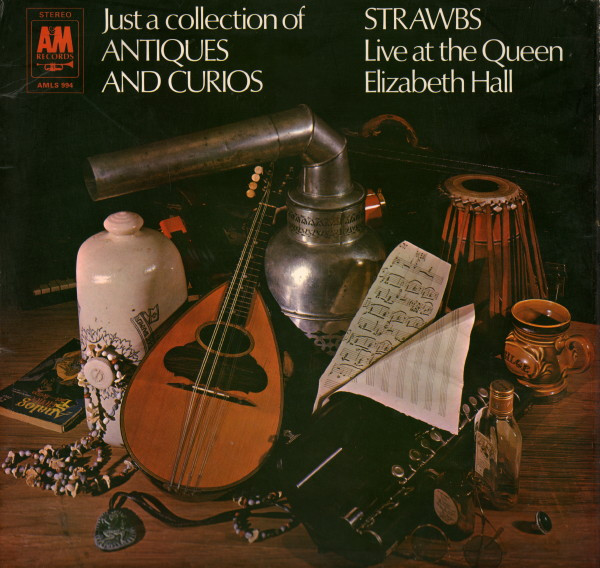 STEREO
A&M
RECORDS
AMLS 994
Just a collection of
ANTIQUES
AND CURIOS
STRAWBS
Live at the Queen
Elizabeth Hall